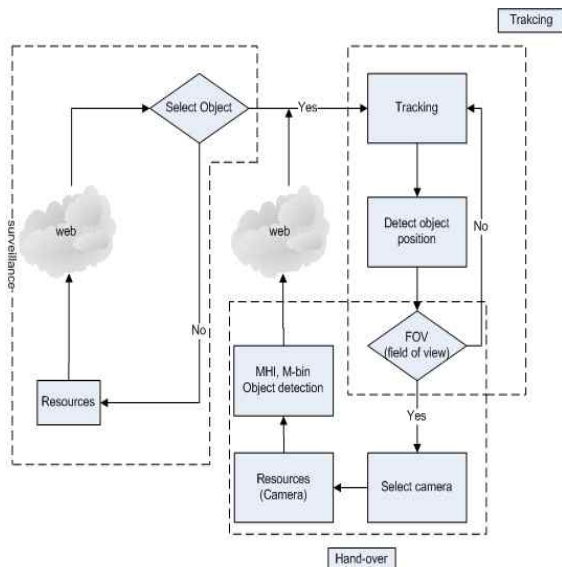 Trakcing
Select Object
Yes
Tracking
web
web
surveillance
Detect object
position
No
No
FOV
(field of view)
MHI, M-bin
Object detection
Resources
Yes
Resources
(Camera)
Select camera
Hand-over